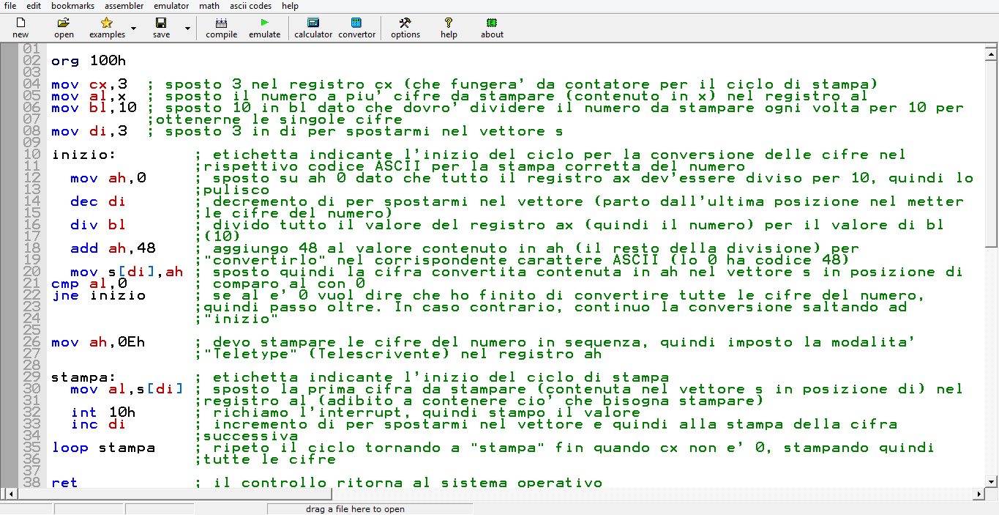 file edit bookmarks assembler emulator math ascii codes help
new open examples save compile emulate calculator convertor options help about
01
02 org 100h
03
04 mov cx,3 ; sposto 3 nel registro cx (che fungera' da contatore per il ciclo di stampa)
05 mov al,x ; sposto il numero a piu' cifre da stampare (contenuto in x) nel registro al
06 mov bl,10 ; sposto 10 in bl dato che dovro' dividere il numero da stampare ogni volta per 10 per
07 ;ottenerne le singole cifre
08 mov di,3 ; sposto 3 in di per spostarmi nel vettore s
09
10 inizio: ; etichetta indicante l'inizio del ciclo per la conversione delle cifre nel
11 ;rispettivo codice ASCII per la stampa corretta del numero
12 mov ah,0 ; sposto su ah 0 dato che tutto il registro ax dev'essere diviso per 10, quindi lo
13 ;pulisco
14 dec di ; decremento di per spostarmi nel vettore (parto dall'ultima posizione nel metter
15 ;le cifre del numero)
16 div bl ; divido tutto il valore del registro ax (quindi il numero) per il valore di bl
17 ;(10)
18 add ah,48 ; aggiungo 48 al valore contenuto in ah (il resto della divisione) per
19 ;"convertirlo" nel corrispondente carattere ASCII (lo 0 ha codice 48)
20 mov s[di],ah ; sposto quindi la cifra convertita contenuta in ah nel vettore s in posizione di
21 cmp al,0 ; comparo al con 0
22 jne inizio ; se al e' 0 vuol dire che ho finito di convertire tutte le cifre del numero,
23 ;quindi passo oltre. In caso contrario, continuo la conversione saltando ad
24 ;"inizio"
25
26 mov ah,0Eh ; devo stampare le cifre del numero in sequenza, quindi imposto la modalita'
27 ;"Teletype" (Telescrivente) nel registro ah
28
29 stampa: ; etichetta indicante l'inizio del ciclo di stampa
30 mov al,s[di] ; sposto la prima cifra da stampare (contenuta nel vettore s in posizione di) nel
31 ;registro al (adibito a contenere cio' che bisogna stampare)
32 int 10h ; richiamo l'interrupt, quindi stampo il valore
33 inc di ; incremento di per spostarmi nel vettore e quindi alla stampa della cifra
34 ;successiva
35 loop stampa ; ripeto il ciclo tornando a "stampa" fin quando cx non e' 0, stampando quindi
36 ;tutte le cifre
37
38 ret ; il controllo ritorna al sistema operativo
drag a file here to open